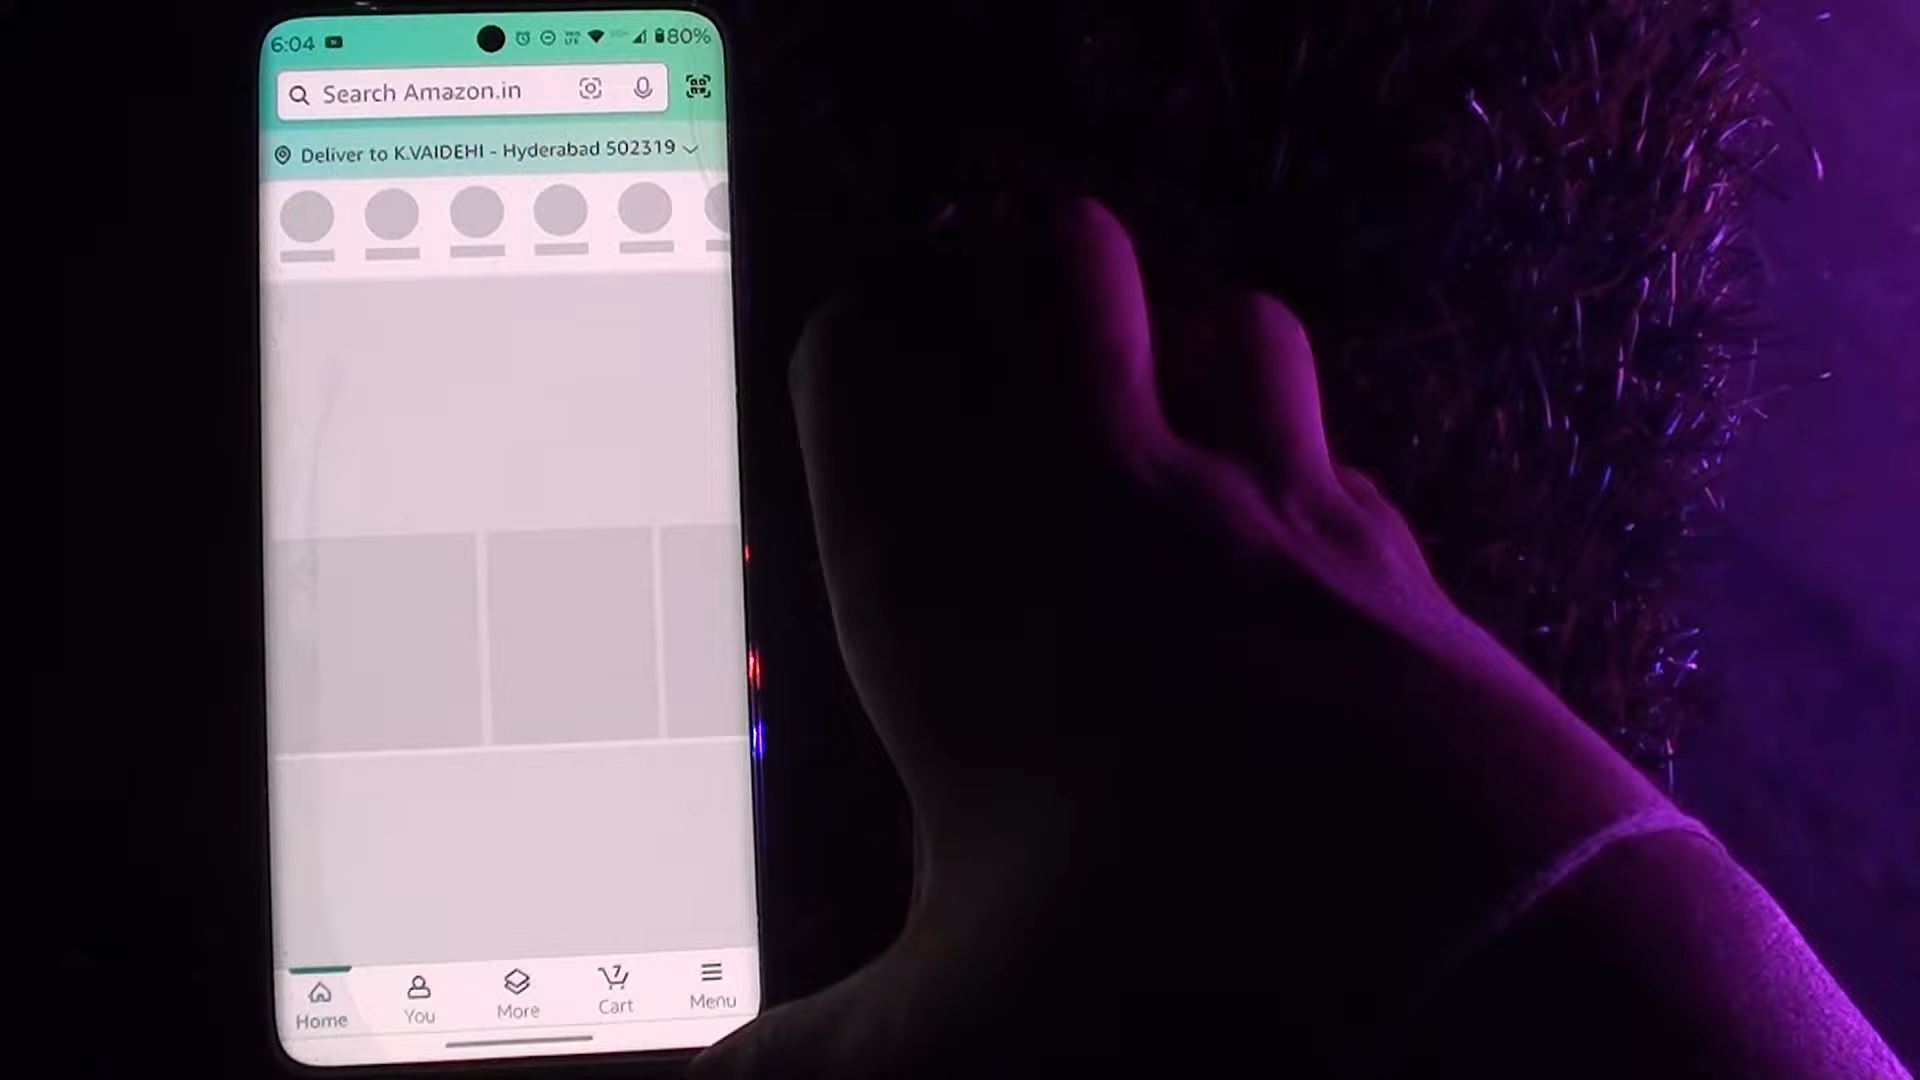 6:04
80%
Search Amazon.in
Deliver to K.VAIDEHI - Hyderabad 502319
Home
You
More
7
Cart
Menu